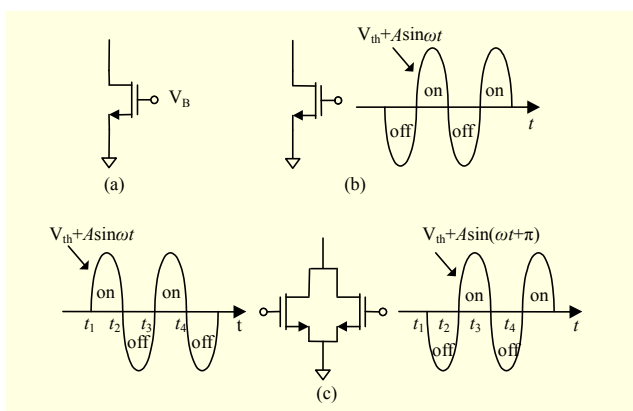 V_B
(a)
V_th+Asinωt
on
on
off
off
t
(b)
V_th+Asinωt
on
on
t_1
t_2
t_3
t_4
t
off
off
V_th+Asin(ωt+π)
on
on
t_1
t_2
t_3
t_4
t
off
off
(c)